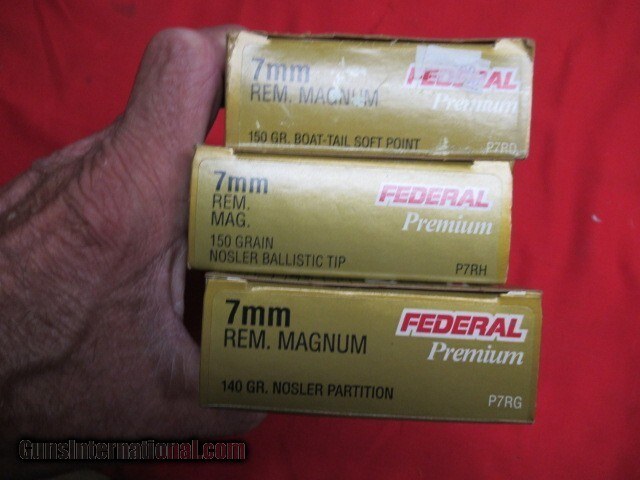 7mm
REM. MAGNUM
FEDERAL
Premium
150 GR. BOAT-TAIL SOFT POINT
7mm
REM.
MAG.
FEDERAL
Premium
150 GRAIN
NOSLER BALLISTIC TIP
P7RH
7mm
REM. MAGNUM
FEDERAL
Premium
140 GR. NOSLER PARTITION
P7RG
GunsInternational.com